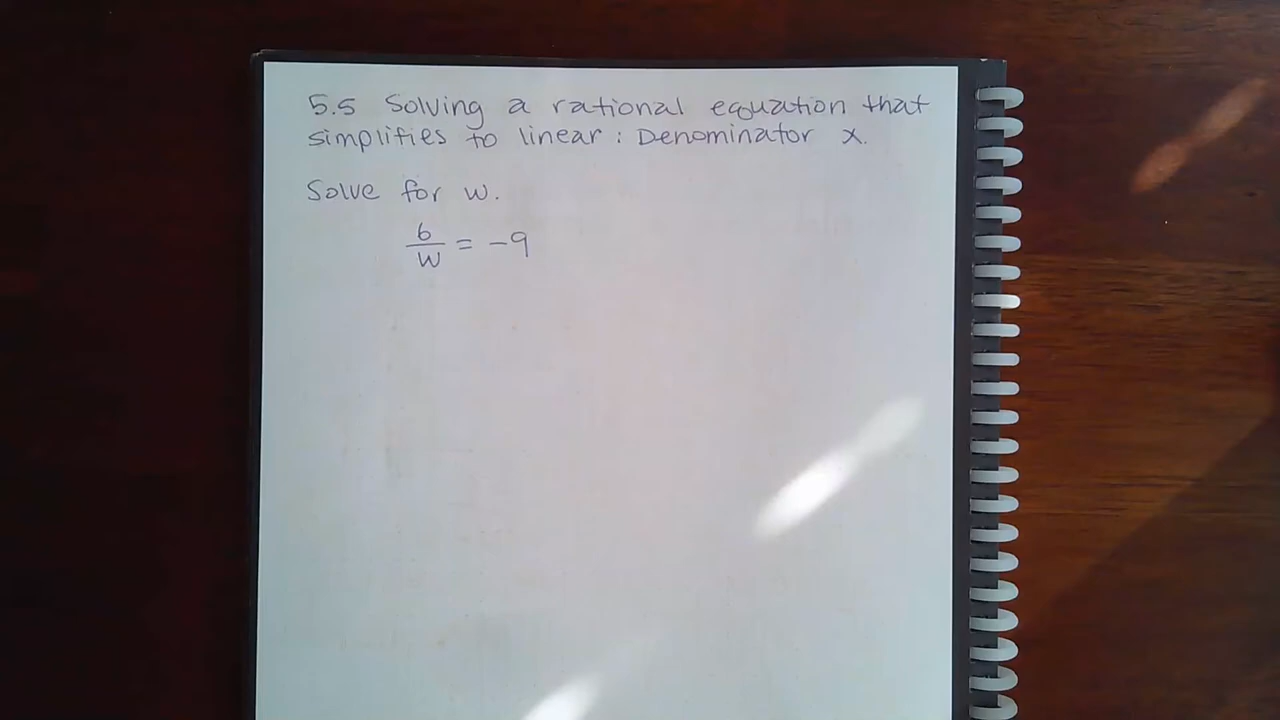 5.5 Solving a rational equation that
simplifies to linear : Denominator x.
Solve for w.
6/w = -9